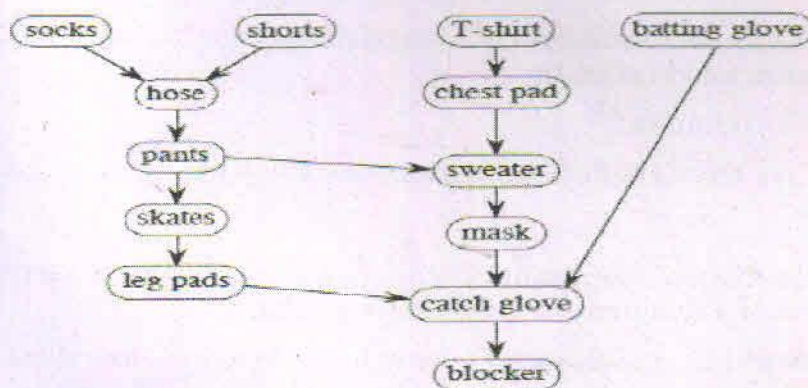 socks shorts T-shirt batting glove
hose chest pad
pants sweater
skates mask
leg pads catch glove
blocker